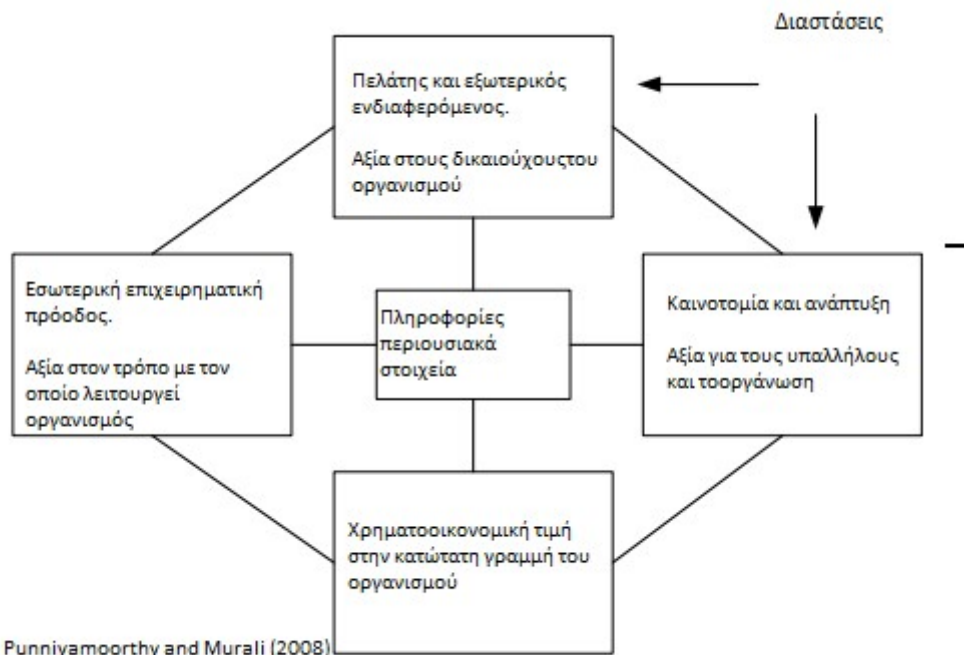 Διαστάσεις
Πελάτης και εξωτερικός
ενδιαφερόμενος.
Αξία στους δικαιούχουςτου
οργανισμού
Εσωτερική επιχειρηματική
πρόοδος.
Αξία στον τρόπο με τον
οποίο λειτουργεί
οργανισμός
Πληροφορίες
περιουσιακά
στοιχεία
Καινοτομία και ανάπτυξη
Αξία για τους υπαλλήλους
και τοοργάνωση
Χρηματοοικονομική τιμή
στην κατώτατη γραμμή του
οργανισμού
Punniyamoorthy and Murali (2008)